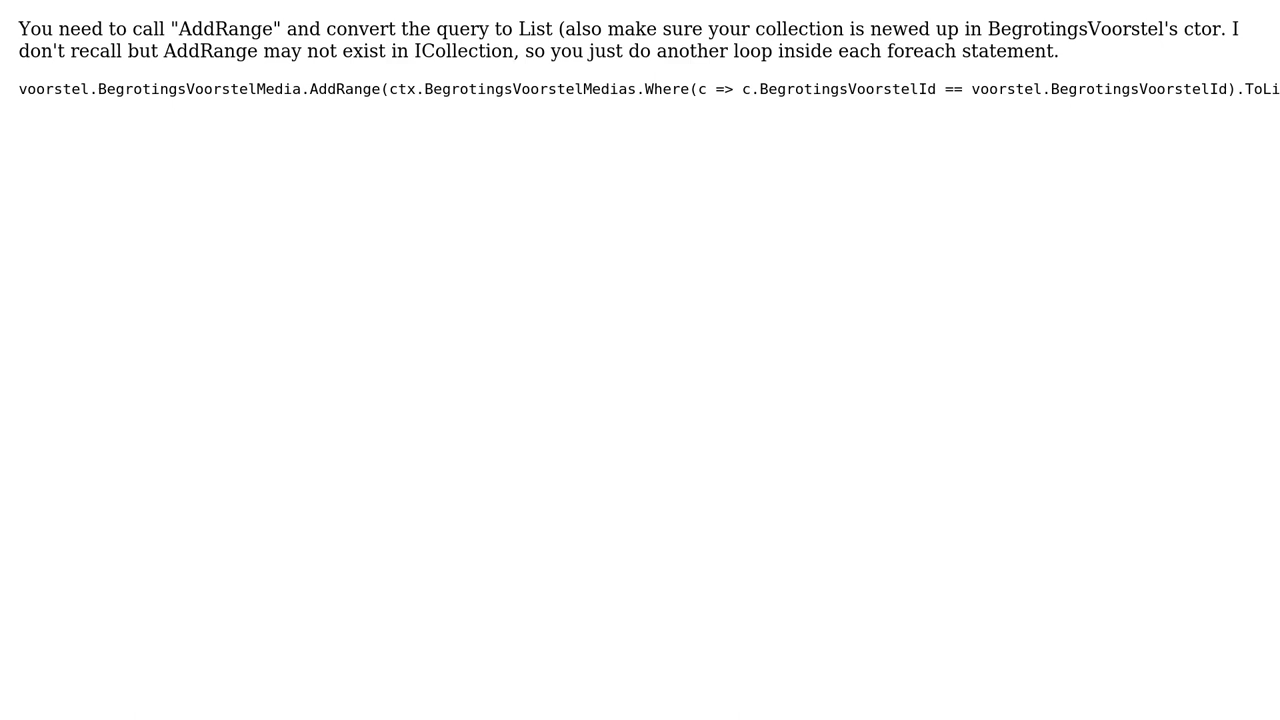 You need to call "AddRange" and convert the query to List (also make sure your collection is newed up in BegrotingsVoorstel's ctor. I
don't recall but AddRange may not exist in ICollection, so you just do another loop inside each foreach statement.
voorstel.BegrotingsVoorstelMedia.AddRange(ctx.BegrotingsVoorstelMedias.Where(c => c.BegrotingsVoorstelId == voorstel.BegrotingsVoorstelId).ToLi